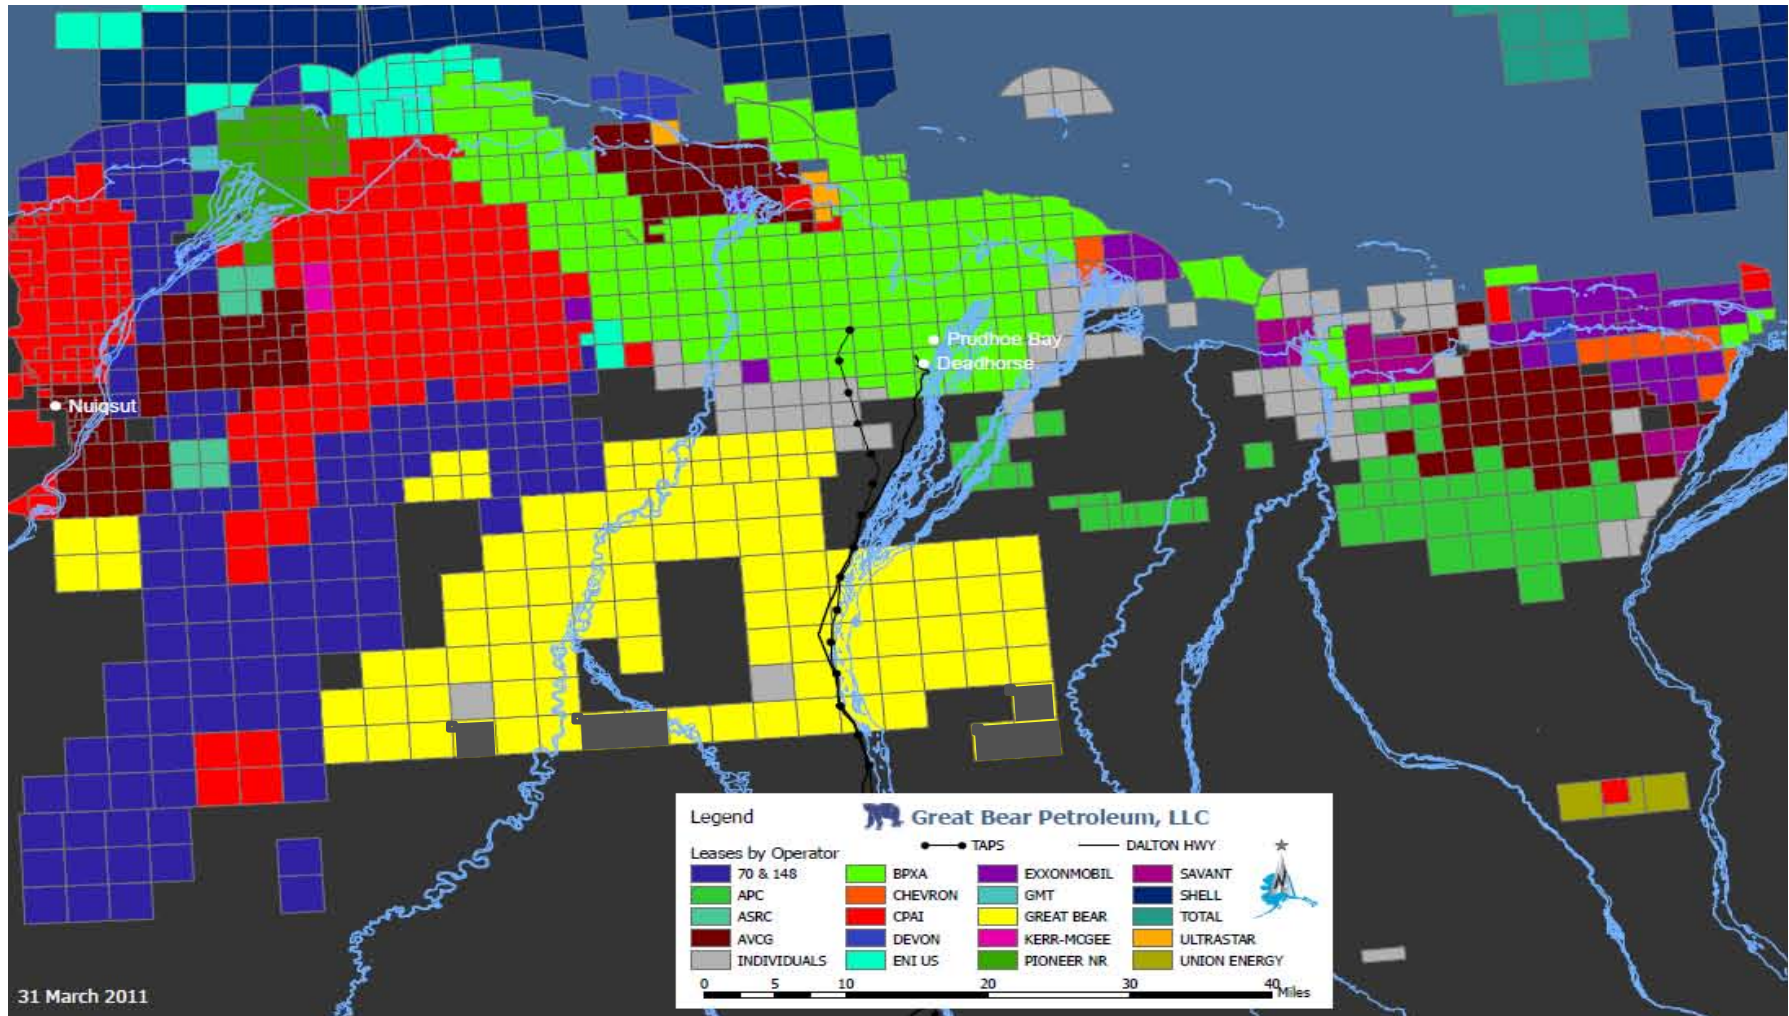 Prudhoe Bay
Deadhorse
Nuiqsut
Legend
Great Bear Petroleum, LLC
TAPS
DALTON HWY
Leases by Operator
70 & 148
BPXA
EXXONMOBIL
SAVANT
APC
CHEVRON
GMT
SHELL
ASRC
CPAI
GREAT BEAR
TOTAL
AVCG
DEVON
KERR-MCGEE
ULTRASTAR
INDIVIDUALS
ENI US
PIONEER NR
UNION ENERGY
N
0 5 10 20 30 40
Miles
31 March 2011